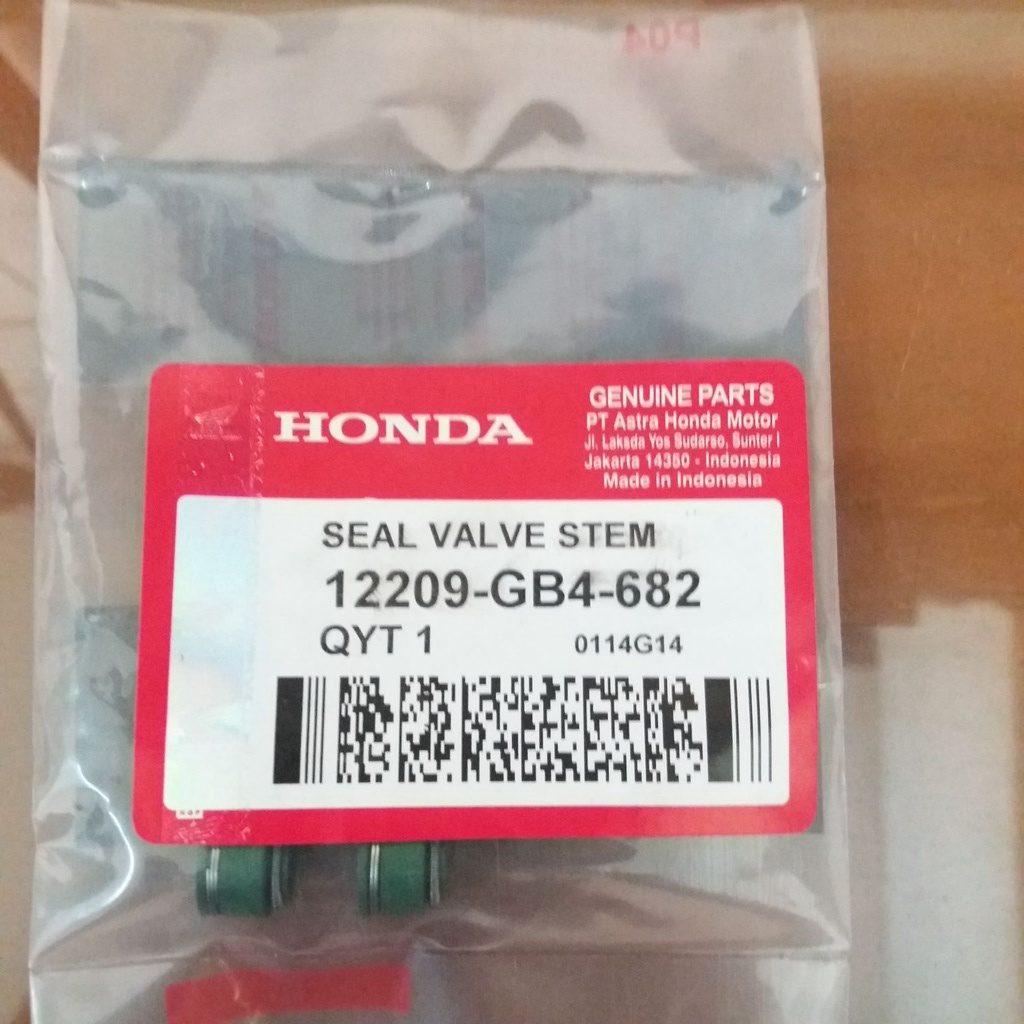 P04
HONDA
GENUINE PARTS
PT Astra Honda Motor
Jl. Laksda Yos Sudarso, Sunter I
Jakarta 14350 - Indonesia
Made in Indonesia
SEAL VALVE STEM
12209-GB4-682
QYT 1
0114G14